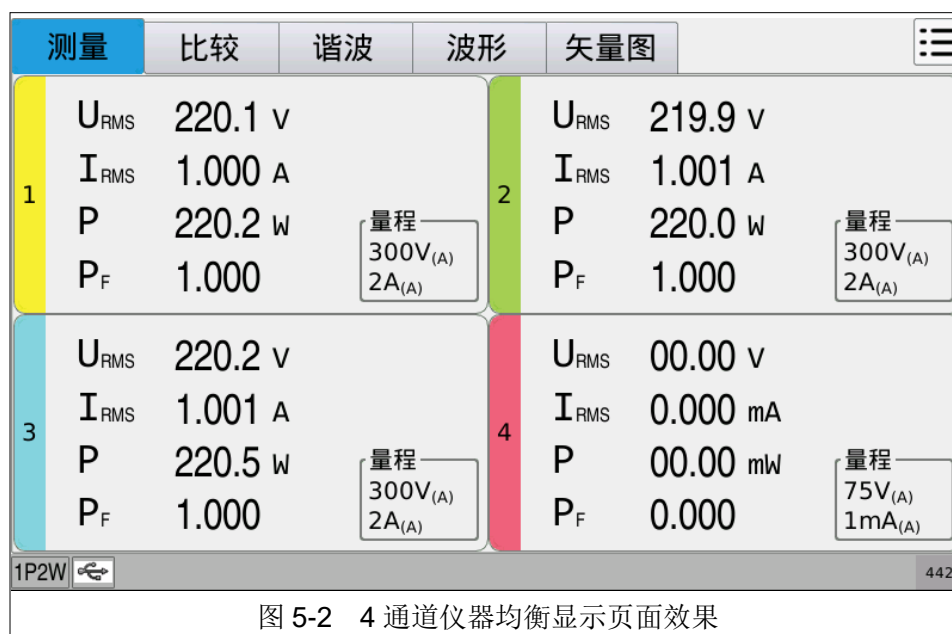 测量 比较 谐波 波形 矢量图
1
URMS 220.1 V
IRMS 1.000 A
P 220.2 W
PF 1.000
量程
300V(A)
2A(A)
2
URMS 219.9 V
IRMS 1.001 A
P 220.0 W
PF 1.000
量程
300V(A)
2A(A)
3
URMS 220.2 V
IRMS 1.001 A
P 220.5 W
PF 1.000
量程
300V(A)
2A(A)
4
URMS 00.00 V
IRMS 0.000 mA
P 00.00 mW
PF 0.000
量程
75V(A)
1mA(A)
1P2W 442
图 5-2 4 通道仪器均衡显示页面效果